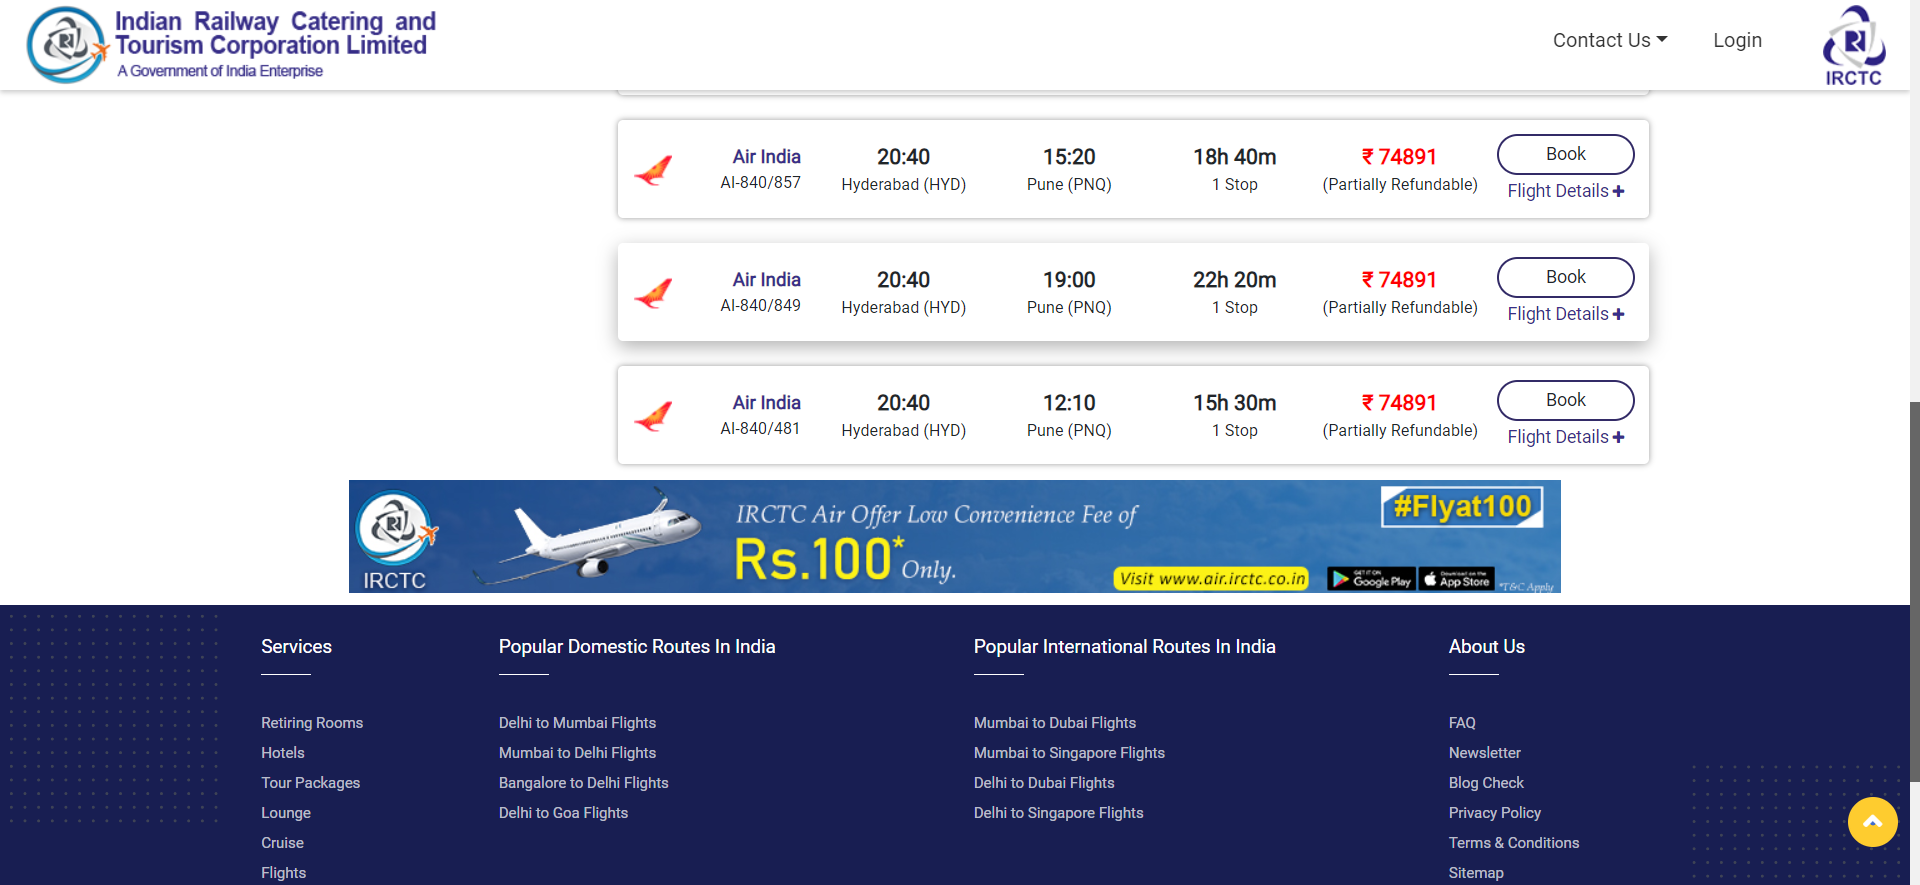 Indian Railway Catering and
Tourism Corporation Limited
A Government of India Enterprise
Contact Us
Login
IRCTC
Air India
AI-840/857
20:40
Hyderabad (HYD)
15:20
Pune (PNQ)
18h 40m
1 Stop
₹ 74891
(Partially Refundable)
Book
Flight Details
Air India
AI-840/849
20:40
Hyderabad (HYD)
19:00
Pune (PNQ)
22h 20m
1 Stop
₹ 74891
(Partially Refundable)
Book
Flight Details
Air India
AI-840/481
20:40
Hyderabad (HYD)
12:10
Pune (PNQ)
15h 30m
1 Stop
₹ 74891
(Partially Refundable)
Book
Flight Details
IRCTC
IRCTC Air Offer Low Convenience Fee of
Rs.100* Only.
#Flyat100
Visit www.air.irctc.co.in
GET IT ON
Google Play
Download on the
App Store
*T&C Apply
Services
Retiring Rooms
Hotels
Tour Packages
Lounge
Cruise
Flights
Popular Domestic Routes In India
Delhi to Mumbai Flights
Mumbai to Delhi Flights
Bangalore to Delhi Flights
Delhi to Goa Flights
Popular International Routes In India
Mumbai to Dubai Flights
Mumbai to Singapore Flights
Delhi to Dubai Flights
Delhi to Singapore Flights
About Us
FAQ
Newsletter
Blog Check
Privacy Policy
Terms & Conditions
Sitemap